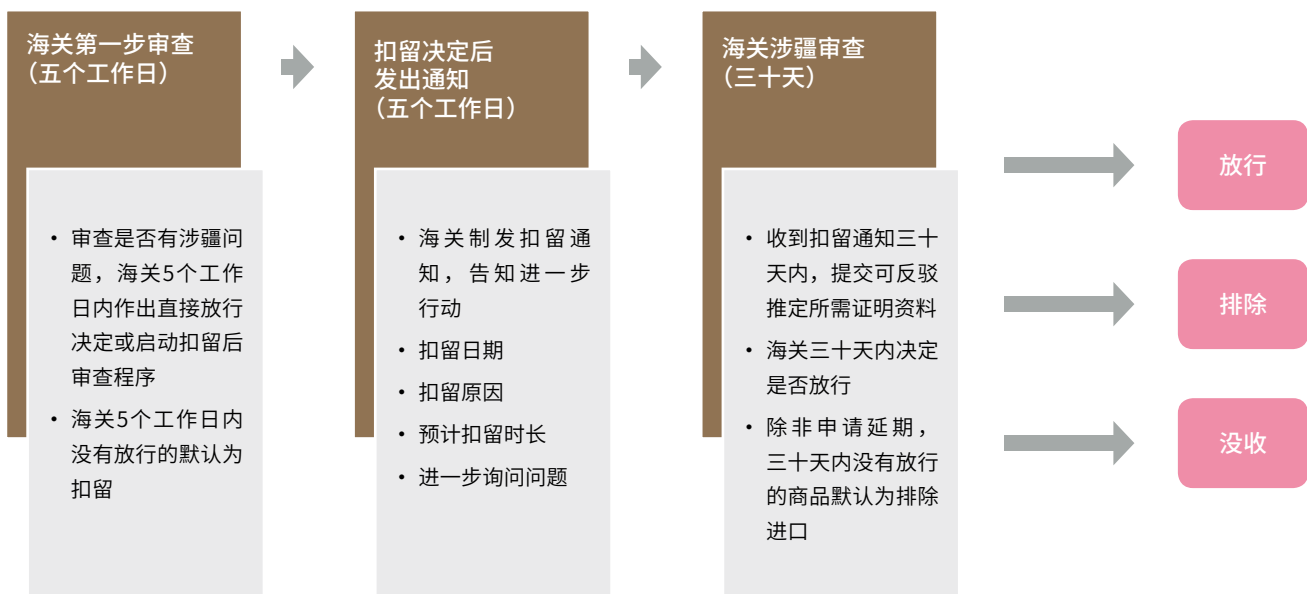 海关第一步审查
（五个工作日）
• 审查是否有涉疆问
题，海关5个工作
日内作出直接放行
决定或启动扣留后
审查程序
• 海关5个工作日内
没有放行的默认为
扣留
扣留决定后
发出通知
（五个工作日）
• 海关制发扣留通
知，告知进一步
行动
• 扣留日期
• 扣留原因
• 预计扣留时长
• 进一步询问问题
海关涉疆审查
（三十天）
• 收到扣留通知三十
天内，提交可反驳
推定所需证明资料
• 海关三十天内决定
是否放行
• 除非申请延期，
三十天内没有放行
的商品默认为排除
进口
放行
排除
没收